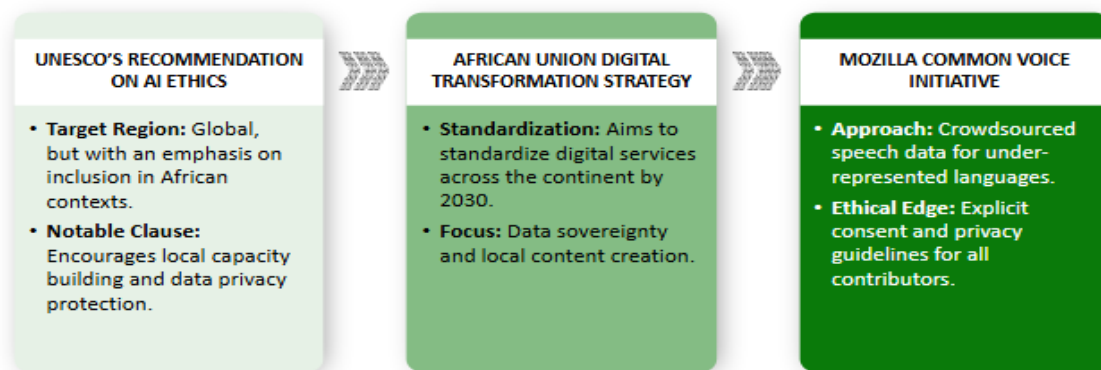 UNESCO'S RECOMMENDATION
ON AI ETHICS
• Target Region: Global,
but with an emphasis on
inclusion in African
contexts.
• Notable Clause:
Encourages local capacity
building and data privacy
protection.
AFRICAN UNION DIGITAL
TRANSFORMATION STRATEGY
• Standardization: Aims to
standardize digital services
across the continent by
2030.
• Focus: Data sovereignty
and local content creation.
MOZILLA COMMON VOICE
INITIATIVE
• Approach: Crowdsourced
speech data for under-
represented languages.
• Ethical Edge: Explicit
consent and privacy
guidelines for all
contributors.